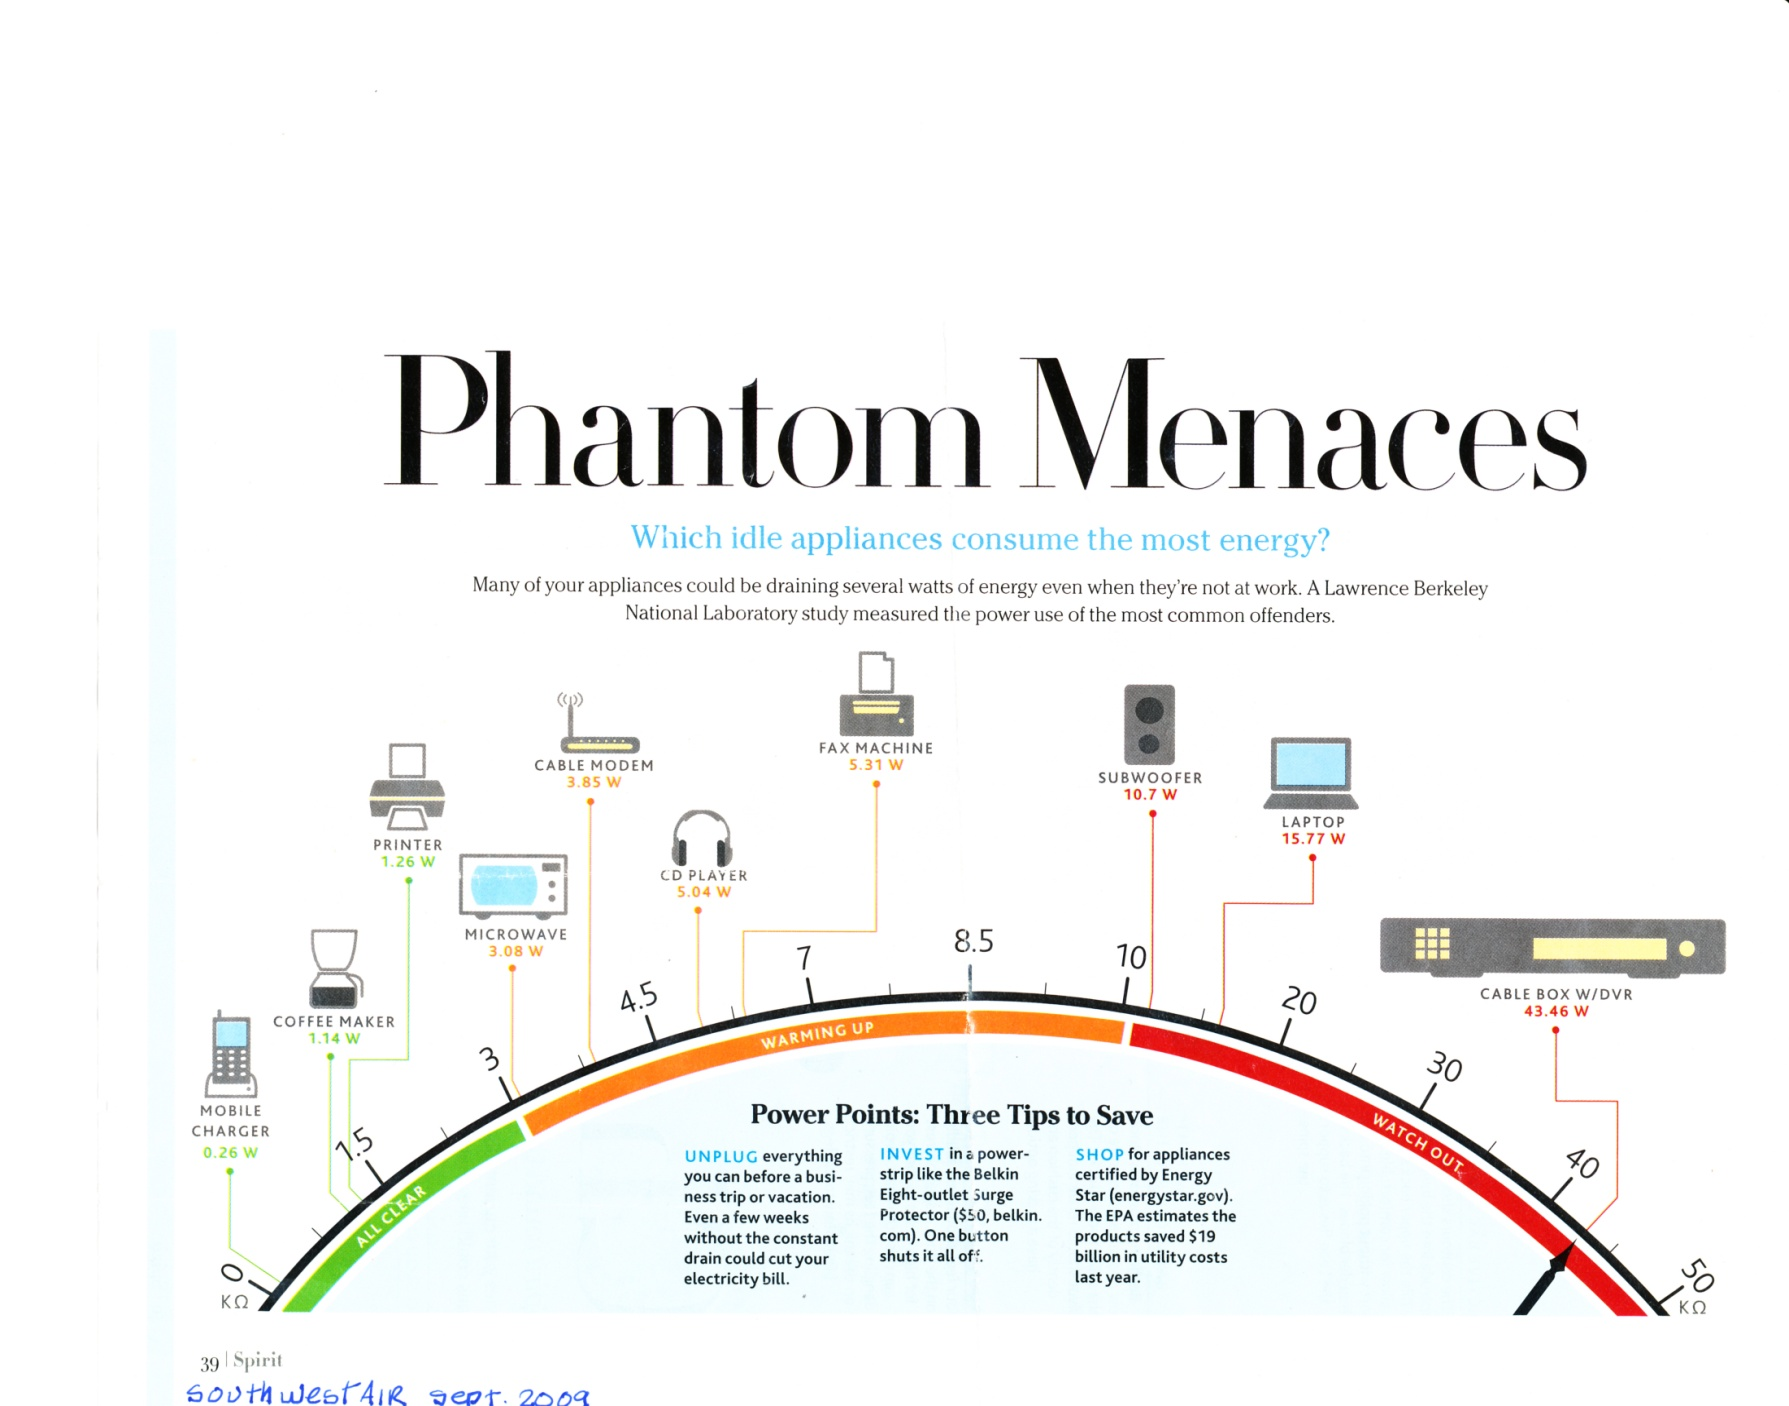 Phantom Menaces
Which idle appliances consume the most energy?
Many of your appliances could be draining several watts of energy even when they're not at work. A Lawrence Berkeley
National Laboratory study measured the power use of the most common offenders.
MOBILE
CHARGER
0.26 W
COFFEE MAKER
1.14 W
PRINTER
1.26 W
MICROWAVE
3.08 W
CABLE MODEM
3.85 W
CD PLAYER
5.04 W
FAX MACHINE
5.31 W
SUBWOOFER
10.7 W
LAPTOP
15.77 W
CABLE BOX W/DVR
43.46 W
0
KΩ
1.5
3
4.5
7
8.5
10
20
30
40
50
KΩ
ALL CLEAR
WARMING UP
WATCH OUT
Power Points: Three Tips to Save
UNPLUG everything
you can before a busi-
ness trip or vacation.
Even a few weeks
without the constant
drain could cut your
electricity bill.
INVEST in a power-
strip like the Belkin
Eight-outlet Surge
Protector ($50, belkin.
com). One button
shuts it all off.
SHOP for appliances
certified by Energy
Star (energystar.gov).
The EPA estimates the
products saved $19
billion in utility costs
last year.
39 | Spirit
southwest AIR sept. 2009